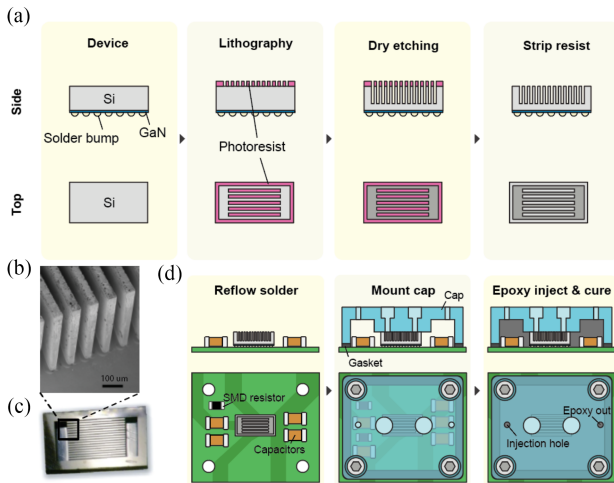 (a)
Device
Lithography
Dry etching
Strip resist
Side
Si
Solder bump
GaN
Photoresist
Top
Si
(b)
100 um
(c)
(d)
Reflow solder
Mount cap
Epoxy inject & cure
Cap
Gasket
SMD resistor
Capacitors
Epoxy out
Injection hole